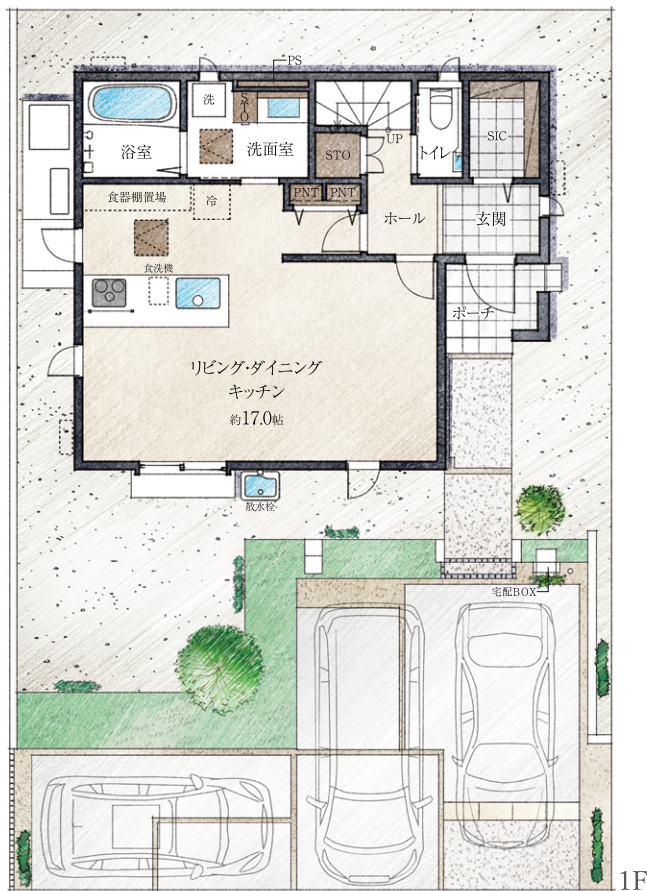 PS
洗
STO
浴室
洗面室
STO
UP
トイレ
SIC
食器棚置場
冷
PNT
PNT
ホール
玄関
食洗機
ポーチ
リビング・ダイニング
キッチン
約17.0帖
散水栓
宅配BOX
1F